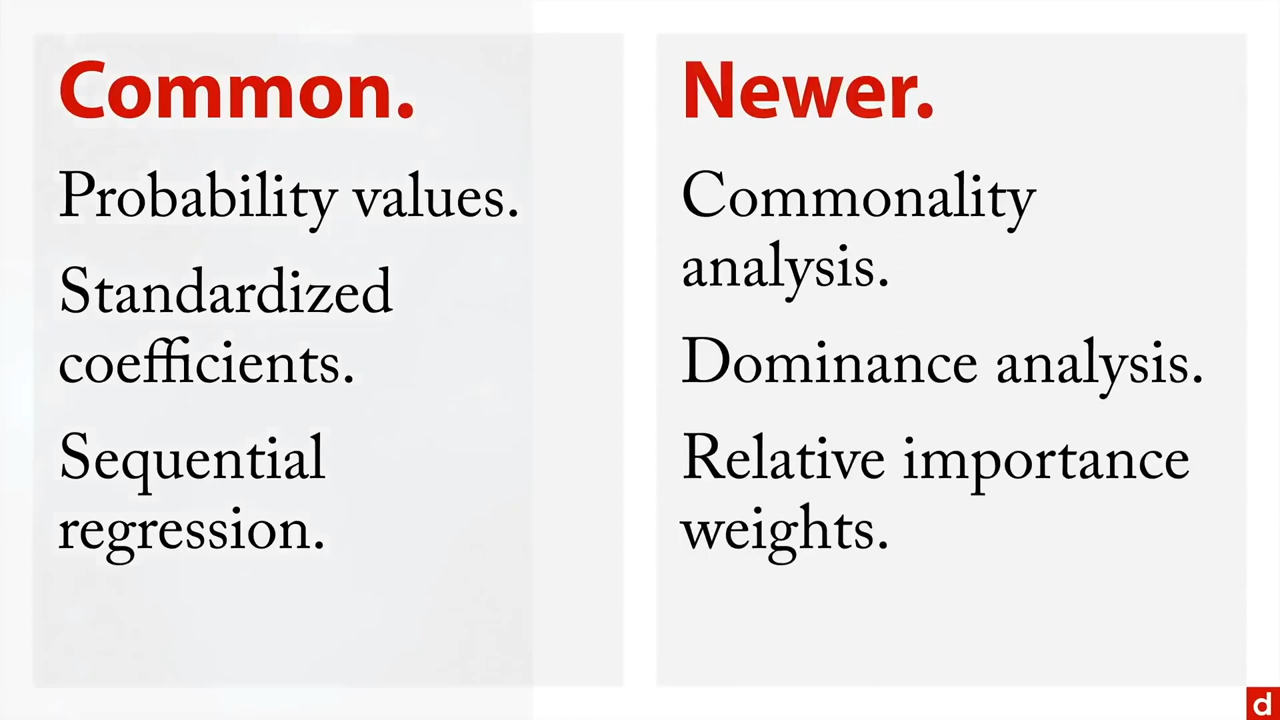 Common.
Probability values.
Standardized
coefficients.
Sequential
regression.
Newer.
Commonality
analysis.
Dominance analysis.
Relative importance
weights.
d